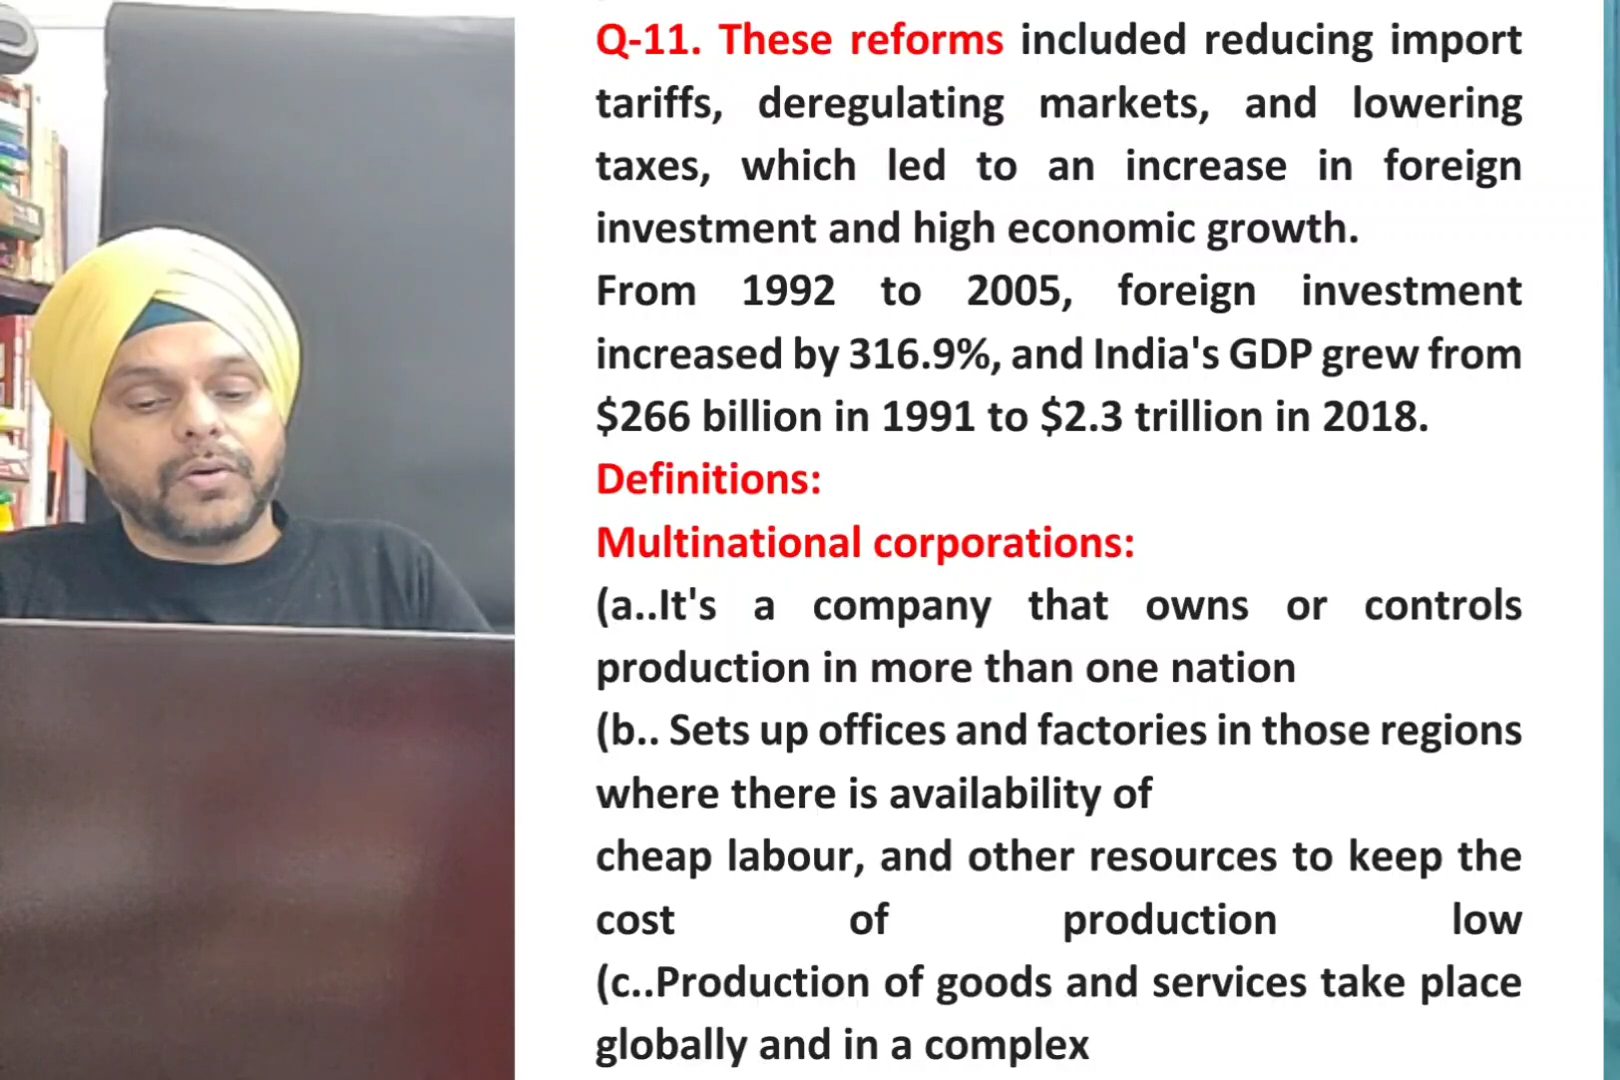 Q-11. These reforms included reducing import
tariffs, deregulating markets, and lowering
taxes, which led to an increase in foreign
investment and high economic growth.
From 1992 to 2005, foreign investment
increased by 316.9%, and India's GDP grew from
$266 billion in 1991 to $2.3 trillion in 2018.
Definitions:
Multinational corporations:
(a..It's a company that owns or controls
production in more than one nation
(b.. Sets up offices and factories in those regions
where there is availability of
cheap labour, and other resources to keep the
cost of production low
(c..Production of goods and services take place
globally and in a complex